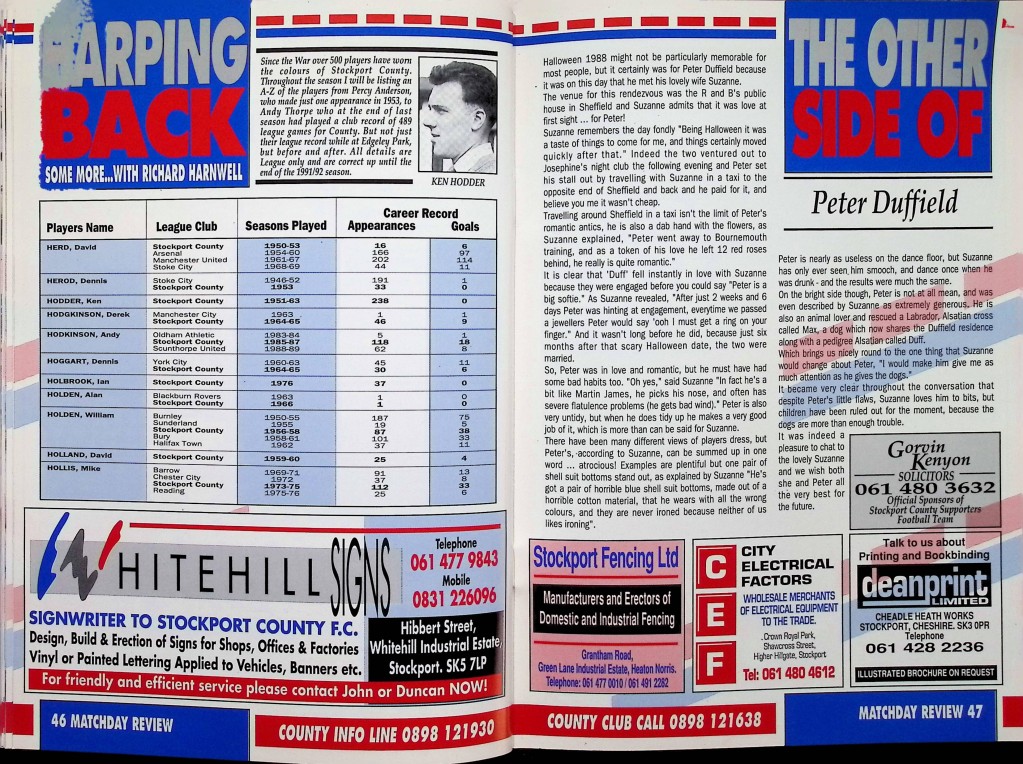 HARPING
BACK
SOME MORE...WITH RICHARD HARNWELL
Since the War over 500 players have worn
the colours of Stockport County.
Throughout the season I will be listing an
A-Z of the players from Percy Anderson,
who made just one appearance in 1953, to
Andy Thorpe who at the end of last
season had played a club record of 489
league games for County. But not just
their league record while at Edgeley Park,
but before and after. All details are
League only and are correct up until the
end of the 1991/92 season.
KEN HODDER
Career Record
Players Name League Club Seasons Played Appearances Goals
HERD, David Stockport County 1950-53 16 6
Arsenal 1954-60 166 97
Manchester United 1961-67 202 114
Stoke City 1968-69 44 11
HEROD, Dennis Stoke City 1946-52 191 1
Stockport County 1953 33 0
HODDER, Ken Stockport County 1951-63 238 0
HODGKINSON, Derek Manchester City 1963 1 1
Stockport County 1964-65 46 9
HODKINSON, Andy Oldham Athletic 1983-84 5 1
Stockport County 1985-87 118 18
Scunthorpe United 1988-89 62 8
HOGGART, Dennis York City 1960-63 45 11
Stockport County 1964-65 30 6
HOLBROOK, Ian Stockport County 1976 37 0
HOLDEN, Alan Blackburn Rovers 1963 1 0
Stockport County 1966 1 0
HOLDEN, William Burnley 1950-55 187 75
Sunderland 1955 19 5
Stockport County 1956-58 87 38
Bury 1958-61 101 33
Halifax Town 1962 37 11
HOLLAND, David Stockport County 1959-60 25 4
HOLLIS, Mike Barrow 1969-71 91 13
Chester City 1972 37 8
Stockport County 1973-75 112 33
Reading 1975-76 25 6
WHITEHILL SIGNS
Telephone
061 477 9843
Mobile
0831 226096
SIGNWRITER TO STOCKPORT COUNTY F.C.
Design, Build & Erection of Signs for Shops, Offices & Factories
Vinyl or Painted Lettering Applied to Vehicles, Banners etc.
Hibbert Street,
Whitehill Industrial Estate,
Stockport. SK5 7LP
For friendly and efficient service please contact John or Duncan NOW!
46 MATCHDAY REVIEW
COUNTY INFO LINE 0898 121930
Halloween 1988 might not be particularly memorable for
most people, but it certainly was for Peter Duffield because
it was on this day that he met his lovely wife Suzanne.
The venue for this rendezvous was the R and B's public
house in Sheffield and Suzanne admits that it was love at
first sight ... for Peter!
Suzanne remembers the day fondly "Being Halloween it was
a taste of things to come for me, and things certainly moved
quickly after that." Indeed the two ventured out to
Josephine's night club the following evening and Peter set
his stall out by travelling with Suzanne in a taxi to the
opposite end of Sheffield and back and he paid for it, and
believe you me it wasn't cheap.
Travelling around Sheffield in a taxi isn't the limit of Peter's
romantic antics, he is also a dab hand with the flowers, as
Suzanne explained, "Peter went away to Bournemouth
training, and as a token of his love he left 12 red roses
behind, he really is quite romantic."
It is clear that 'Duff' fell instantly in love with Suzanne
because they were engaged before you could say "Peter is a
big softie." As Suzanne revealed, "After just 2 weeks and 6
days Peter was hinting at engagement, everytime we passed
a jewellers Peter would say 'ooh I must get a ring on your
finger." And it wasn't long before he did, because just six
months after that scary Halloween date, the two were
married.
So, Peter was in love and romantic, but he must have had
some bad habits too. "Oh yes," said Suzanne "In fact he's a
bit like Martin James, he picks his nose, and often has
severe flatulence problems (he gets bad wind)." Peter is also
very untidy, but when he does tidy up he makes a very good
job of it, which is more than can be said for Suzanne.
There have been many different views of players dress, but
Peter's, according to Suzanne, can be summed up in one
word ... atrocious! Examples are plentiful but one pair of
shell suit bottoms stand out, as explained by Suzanne "He's
got a pair of horrible blue shell suit bottoms, made out of a
horrible cotton material, that he wears with all the wrong
colours, and they are never ironed because neither of us
likes ironing".
THE OTHER
SIDE OF
Peter Duffield
Peter is nearly as useless on the dance floor, but Suzanne
has only ever seen him smooch, and dance once when he
was drunk - and the results were much the same.
On the bright side though, Peter is not at all mean, and was
even described by Suzanne as extremely generous. He is
also an animal lover and rescued a Labrador, Alsatian cross
called Max, a dog which now shares the Duffield residence
along with a pedigree Alsatian called Duff.
Which brings us nicely round to the one thing that Suzanne
would change about Peter, "I would make him give me as
much attention as he gives the dogs."
It became very clear throughout the conversation that
despite Peter's little flaws, Suzanne loves him to bits, but
children have been ruled out for the moment, because the
dogs are more than enough trouble.
It was indeed a
pleasure to chat to
the lovely Suzanne
and we wish both
she and Peter all
the very best for
the future.
Gorvin
Kenyon
SOLICITORS
061 480 3632
Official Sponsors of
Stockport County Supporters
Football Team
Stockport Fencing Ltd
Manufacturers and Erectors of
Domestic and Industrial Fencing
Grantham Road,
Green Lane Industrial Estate, Heaton Norris.
Telephone: 061 477 0010 / 061 491 2282
C E F
CITY
ELECTRICAL
FACTORS
WHOLESALE MERCHANTS
OF ELECTRICAL EQUIPMENT
TO THE TRADE.
Crown Royal Park,
Shawcross Street,
Higher Hillgate, Stockport
Tel: 061 480 4612
Talk to us about
Printing and Bookbinding
deanprint
LIMITED
CHEADLE HEATH WORKS
STOCKPORT, CHESHIRE. SK3 0PR
Telephone
061 428 2236
ILLUSTRATED BROCHURE ON REQUEST
COUNTY CLUB CALL 0898 121638
MATCHDAY REVIEW 47